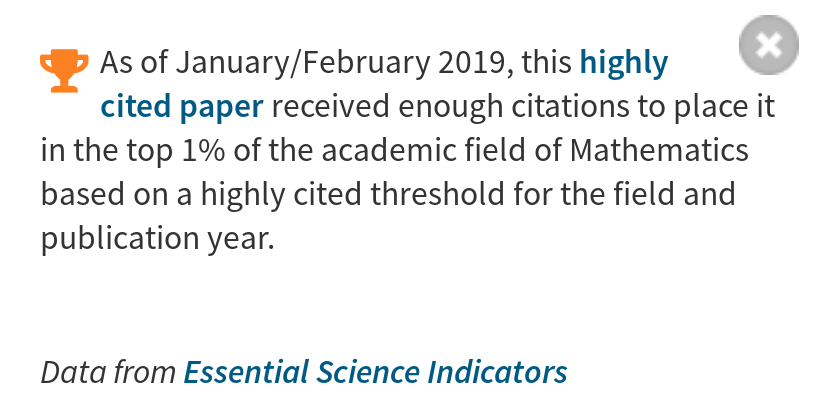 As of January/February 2019, this highly
cited paper received enough citations to place it
in the top 1% of the academic field of Mathematics
based on a highly cited threshold for the field and
publication year.
Data from Essential Science Indicators